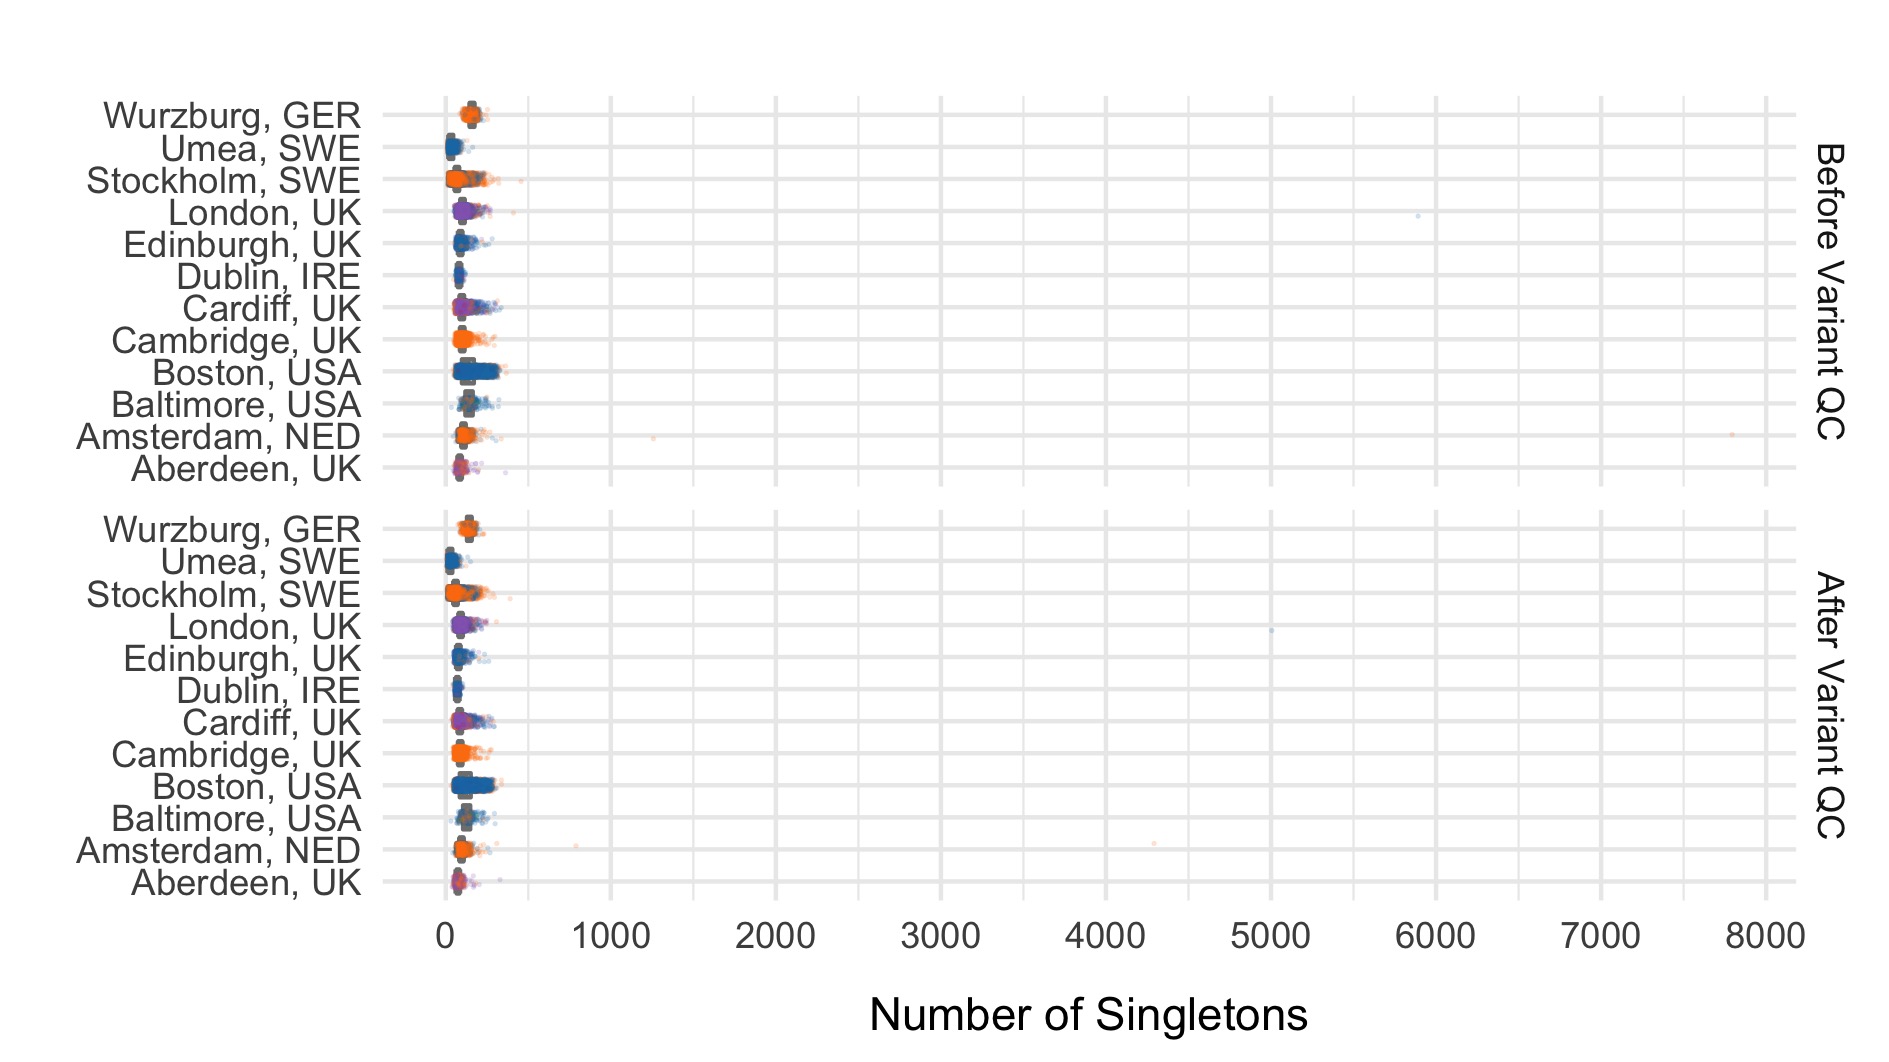 Wurzburg, GER
Umea, SWE
Stockholm, SWE
London, UK
Edinburgh, UK
Dublin, IRE
Cardiff, UK
Cambridge, UK
Boston, USA
Baltimore, USA
Amsterdam, NED
Aberdeen, UK
Before Variant QC
Wurzburg, GER
Umea, SWE
Stockholm, SWE
London, UK
Edinburgh, UK
Dublin, IRE
Cardiff, UK
Cambridge, UK
Boston, USA
Baltimore, USA
Amsterdam, NED
Aberdeen, UK
After Variant QC
0 1000 2000 3000 4000 5000 6000 7000 8000
Number of Singletons